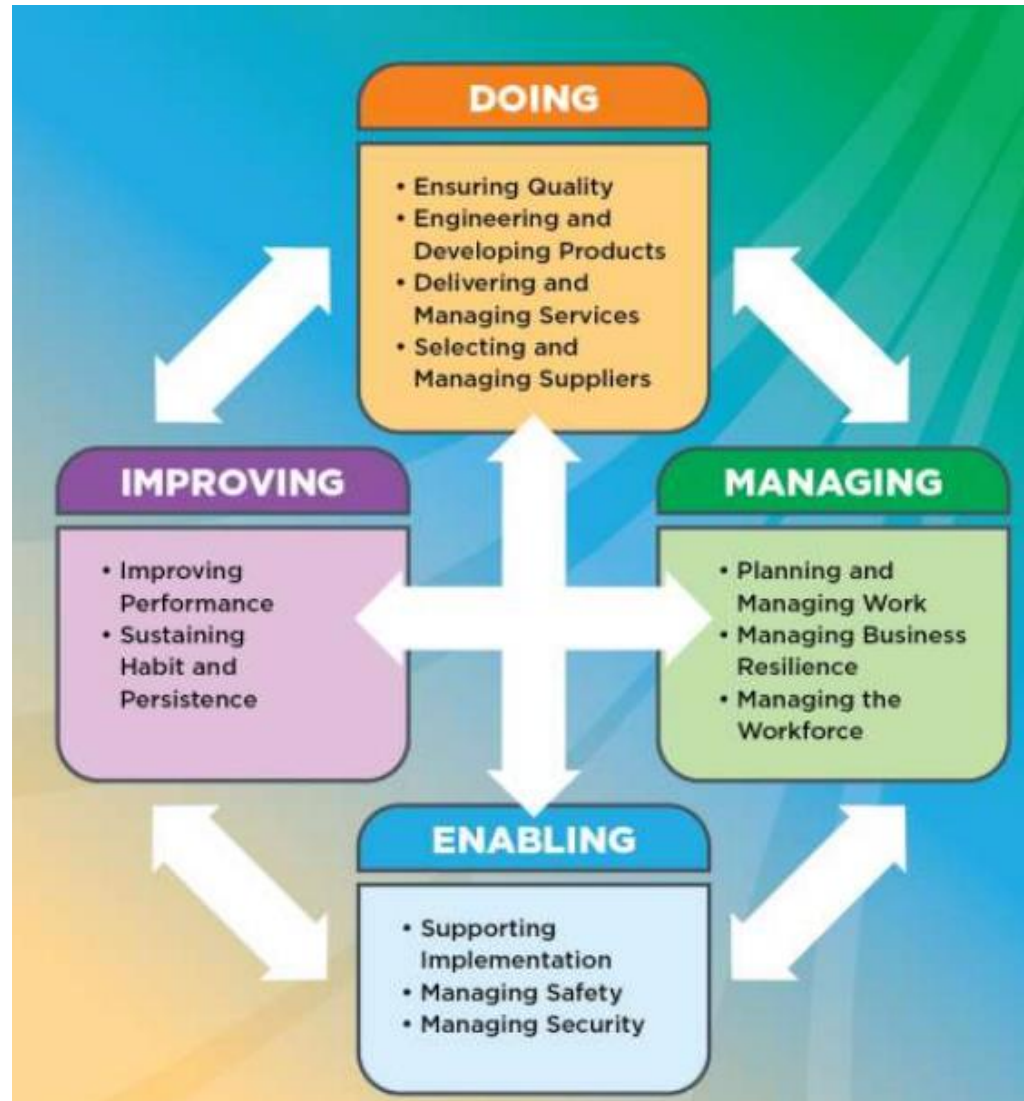 DOING
• Ensuring Quality
• Engineering and
Developing Products
• Delivering and
Managing Services
• Selecting and
Managing Suppliers
IMPROVING
• Improving
Performance
• Sustaining
Habit and
Persistence
MANAGING
• Planning and
Managing Work
• Managing Business
Resilience
• Managing the
Workforce
ENABLING
• Supporting
Implementation
• Managing Safety
• Managing Security